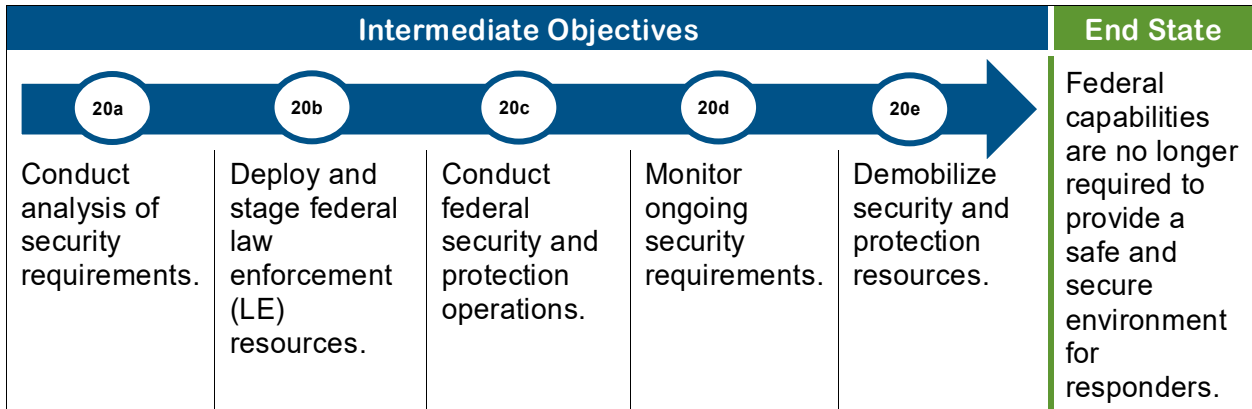 Intermediate Objectives
End State
20a
20b
20c
20d
20e
Conduct
analysis of
security
requirements.
Deploy and
stage federal
law
enforcement
(LE)
resources.
Conduct
federal
security and
protection
operations.
Monitor
ongoing
security
requirements.
Demobilize
security and
protection
resources.
Federal
capabilities
are no longer
required to
provide a
safe and
secure
environment
for
responders.